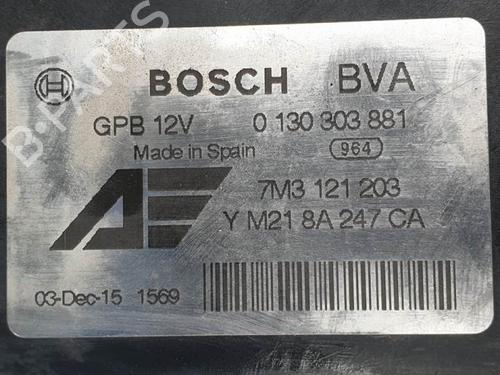 BOSCH BVA
GPB 12V 0 130 303 881
Made in Spain 964
7M3 121 203
YM21 8A 247 CA
03-Dec-15 1569
B-PARTS